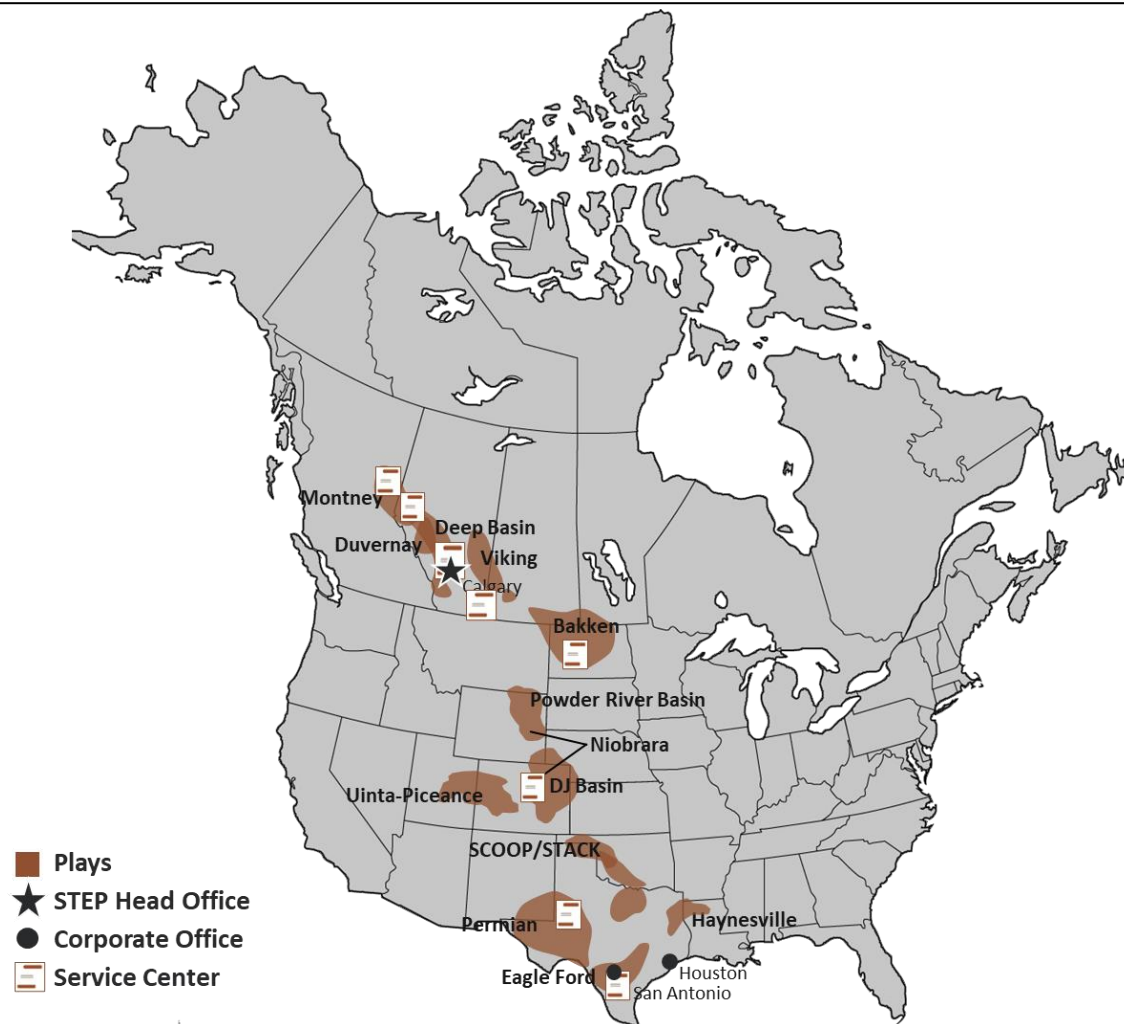 Montney
Deep Basin
Duvernay
Viking
Calgary
Bakken
Powder River Basin
Niobrara
DJ Basin
Uinta-Piceance
SCOOP/STACK
Permian
Haynesville
Eagle Ford
Houston
San Antonio
Plays
STEP Head Office
Corporate Office
Service Center